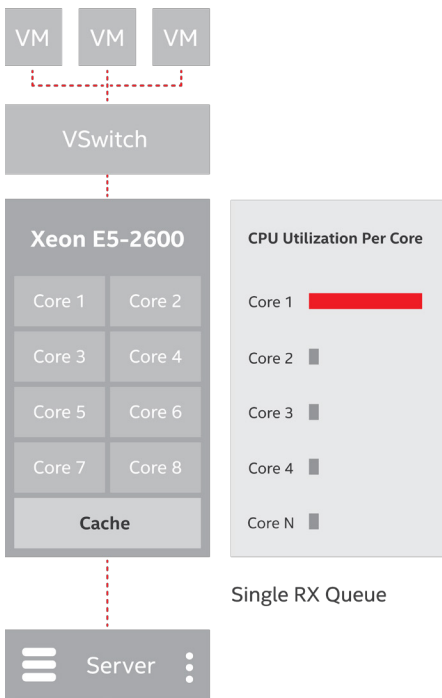 VM VM VM
VSwitch
Xeon E5-2600
Core 1 Core 2
Core 3 Core 4
Core 5 Core 6
Core 7 Core 8
Cache
Server
CPU Utilization Per Core
Core 1
Core 2
Core 3
Core 4
Core N
Single RX Queue